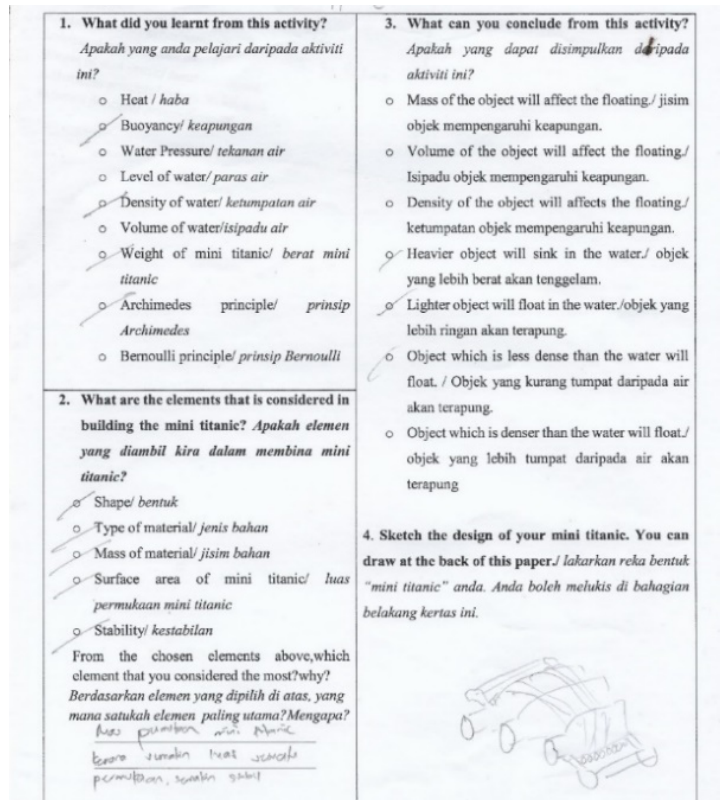 1. What did you learnt from this activity?
Apakah yang anda pelajari daripada aktiviti
ini?
Heat / haba
Buoyancy/ keapungan
Water Pressure/ tekanan air
Level of water/ paras air
Density of water/ ketumpatan air
Volume of water/isipadu air
Weight of mini titanic/ berat mini
titanic
Archimedes principle/ prinsip
Archimedes
Bernoulli principle/ prinsip Bernoulli
2. What are the elements that is considered in
building the mini titanic? Apakah elemen
yang diambil kira dalam membina mini
titanic?
Shape/ bentuk
Type of material/ jenis bahan
Mass of material/ jisim bahan
Surface area of mini titanic/ luas
permukaan mini titanic
Stability/ kestabilan
From the chosen elements above,which
element that you considered the most?why?
Berdasarkan elemen yang dipilih di atas, yang
mana satukah elemen paling utama?Mengapa?
mini titanic
kerana semakin luas
permukaan, semakin stabil
3. What can you conclude from this activity?
Apakah yang dapat disimpulkan daripada
aktiviti ini?
Mass of the object will affect the floating./ jisim
objek mempengaruhi keapungan.
Volume of the object will affect the floating./
Isipadu objek mempengaruhi keapungan.
Density of the object will affects the floating./
ketumpatan objek mempengaruhi keapungan.
Heavier object will sink in the water./ objek
yang lebih berat akan tenggelam.
Lighter object will float in the water./objek yang
lebih ringan akan terapung.
Object which is less dense than the water will
float. / Objek yang kurang tumpat daripada air
akan terapung.
Object which is denser than the water will float./
objek yang lebih tumpat daripada air akan
terapung
4. Sketch the design of your mini titanic. You can
draw at the back of this paper./ lakarkan reka bentuk
"mini titanic" anda. Anda boleh melukis di bahagian
belakang kertas ini.